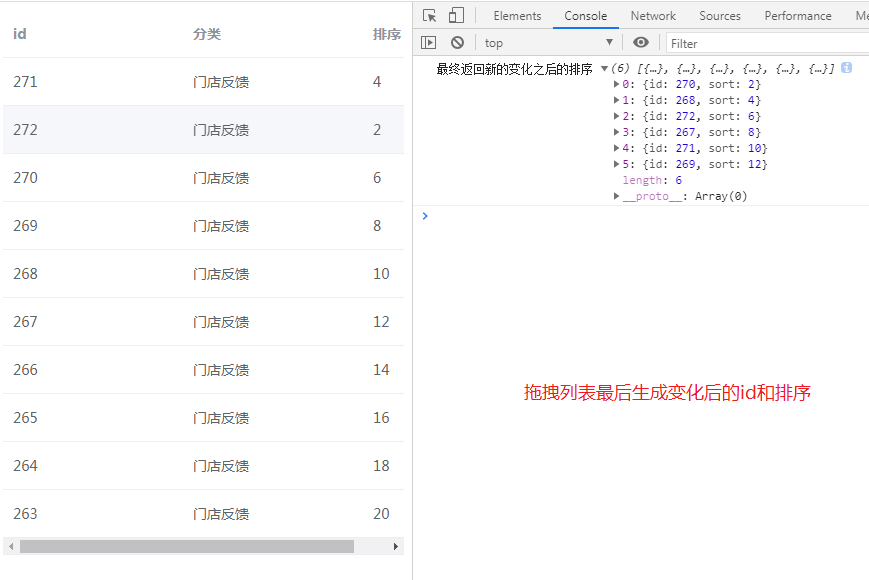 id 分类 排序
271 门店反馈 4
272 门店反馈 2
270 门店反馈 6
269 门店反馈 8
268 门店反馈 10
267 门店反馈 12
266 门店反馈 14
265 门店反馈 16
264 门店反馈 18
263 门店反馈 20
Elements Console Network Sources Performance Me
top Filter
最终返回新的变化之后的排序 ▼(6) [{…}, {…}, {…}, {…}, {…}, {…}] i
▶0: {id: 270, sort: 2}
▶1: {id: 268, sort: 4}
▶2: {id: 272, sort: 6}
▶3: {id: 267, sort: 8}
▶4: {id: 271, sort: 10}
▶5: {id: 269, sort: 12}
length: 6
▶__proto__: Array(0)
拖拽列表最后生成变化后的id和排序